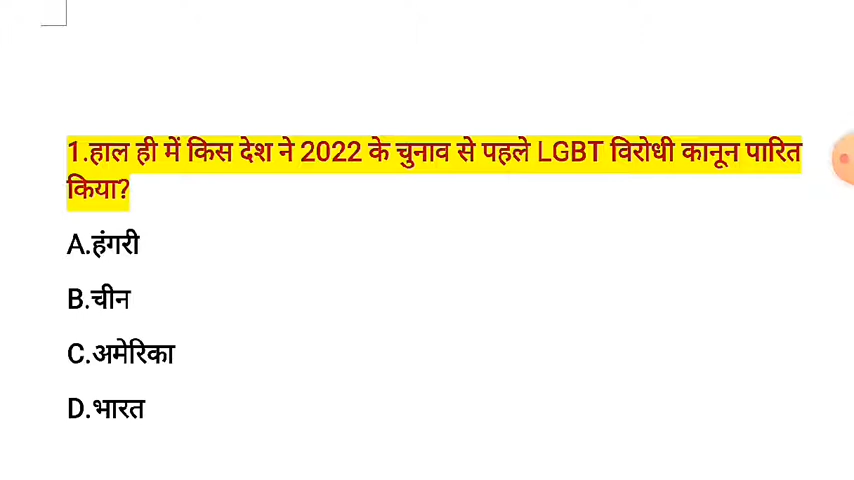 1.हाल ही में किस देश ने 2022 के चुनाव से पहले LGBT विरोधी कानून पारित
किया?
A.हंगरी
B.चीन
C.अमेरिका
D.भारत